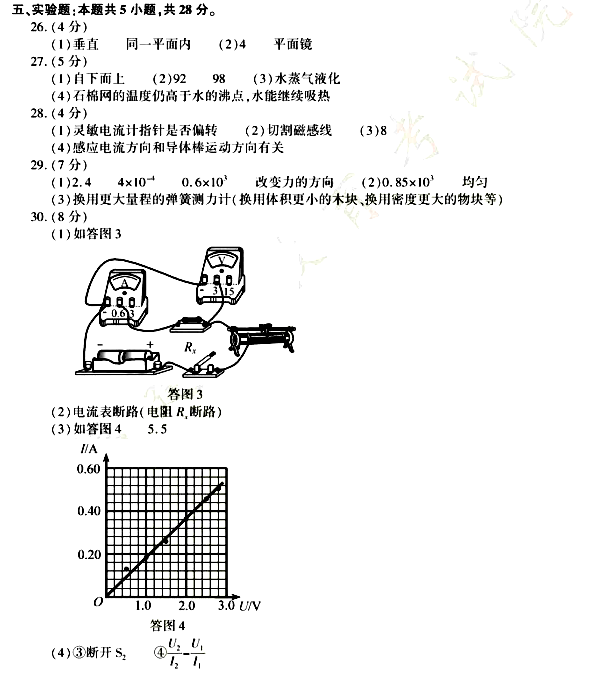 五、实验题:本题共5小题,共28分。
26.(4分)
(1)垂直 同一平面内 (2)4 平面镜
27.(5分)
(1)自下而上 (2)92 98 (3)水蒸气液化
(4)石棉网的温度仍高于水的沸点,水能继续吸热
28.(4分)
(1)灵敏电流计指针是否偏转 (2)切割磁感线 (3)8
(4)感应电流方向和导体棒运动方向有关
29.(7分)
(1)2.4 4×10⁻⁴ 0.6×10³ 改变力的方向 (2)0.85×10³ 均匀
(3)换用更大量程的弹簧测力计(换用体积更小的木块、换用密度更大的物块等)
30.(8分)
(1)如答图3
V
- 3 15
A
- 0.6 3
- + Rₓ
答图3
(2)电流表断路(电阻Rₓ断路)
(3)如答图4 5.5
I/A
0.60
0.40
0.20
O 1.0 2.0 3.0 U/V
答图4
(4)③断开S₂ ④U₂/I₂-U₁/I₁